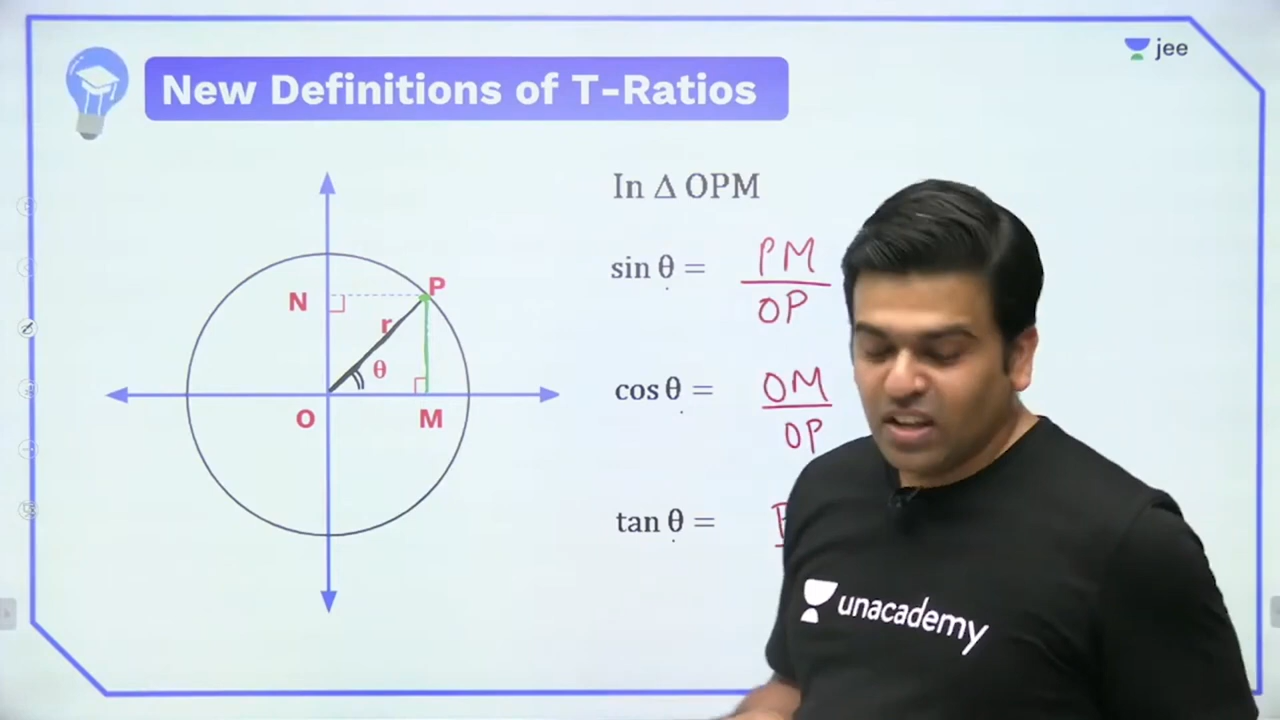 jee
New Definitions of T-Ratios
In Δ OPM
sin θ = PM
OP
cos θ = OM
OP
tan θ =
N
P
r
θ
O
M
unacademy